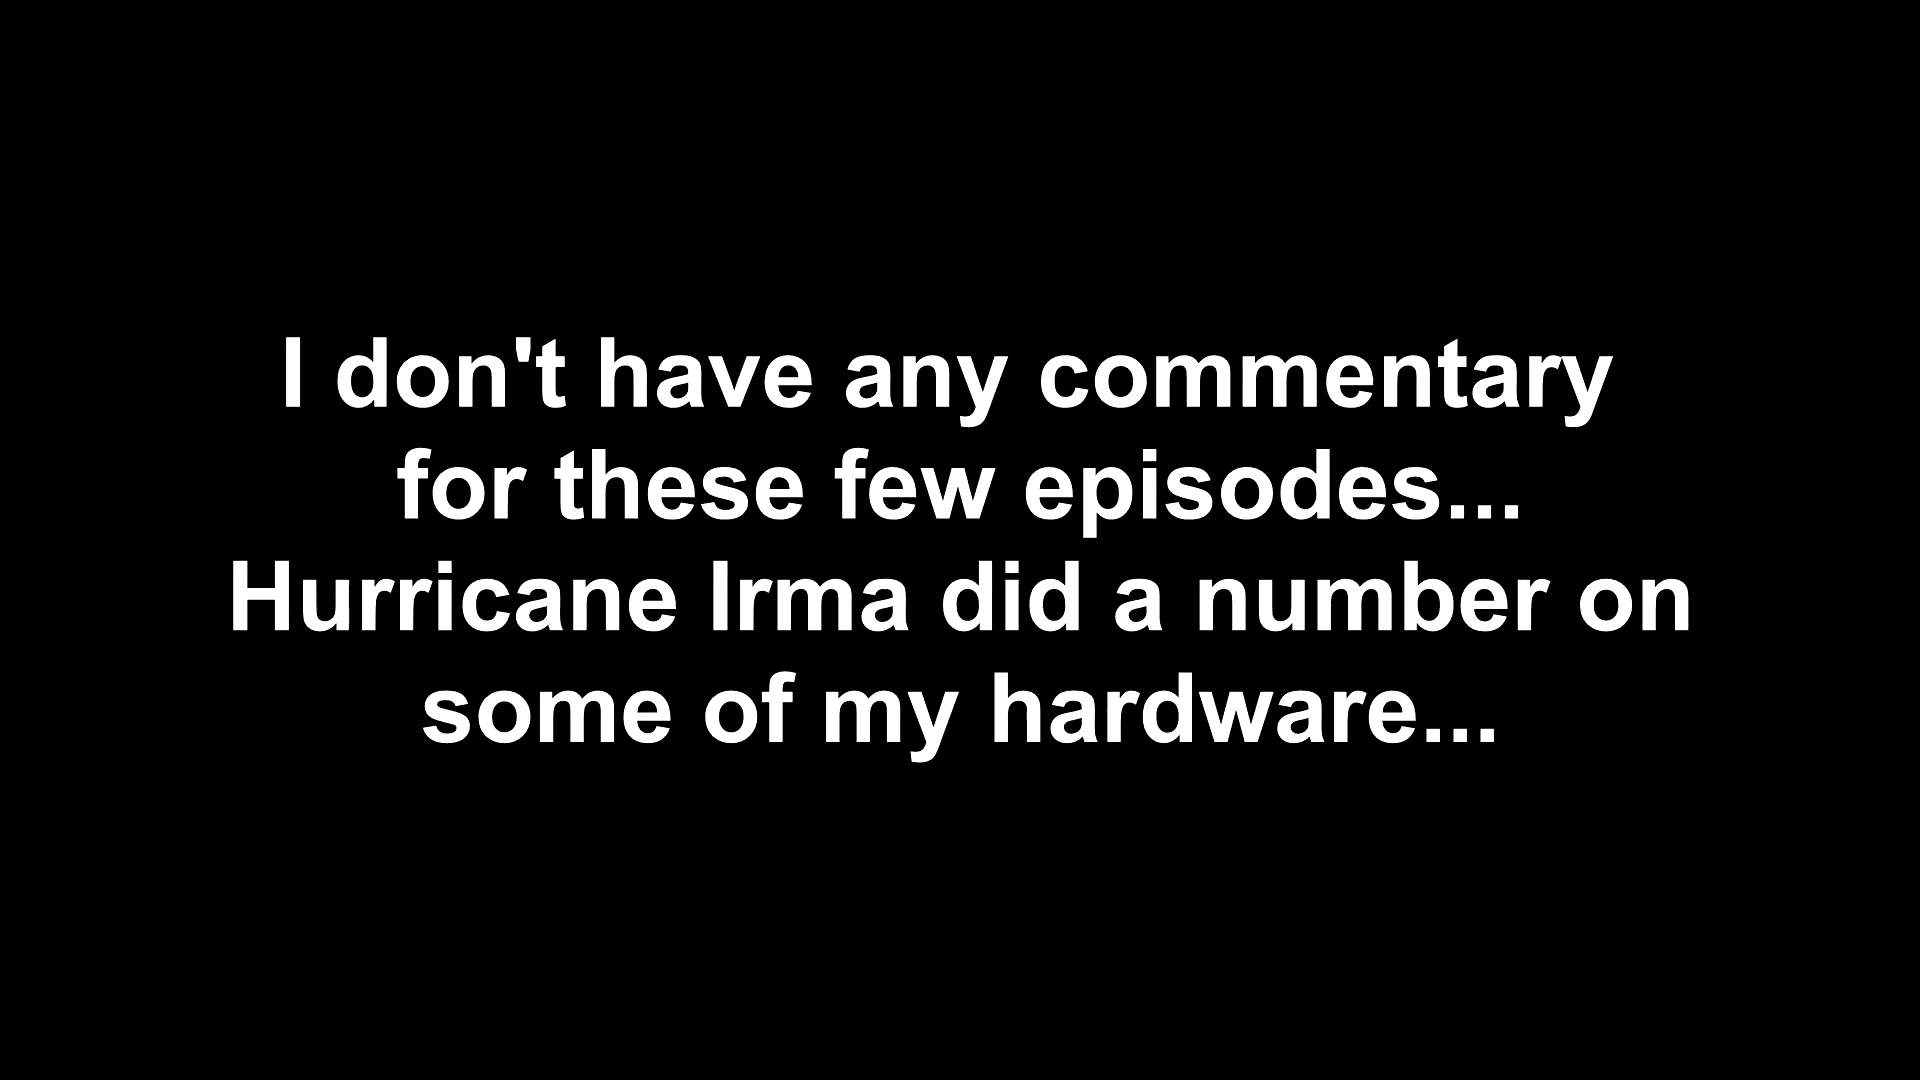 I don't have any commentary
for these few episodes...
Hurricane Irma did a number on
some of my hardware...